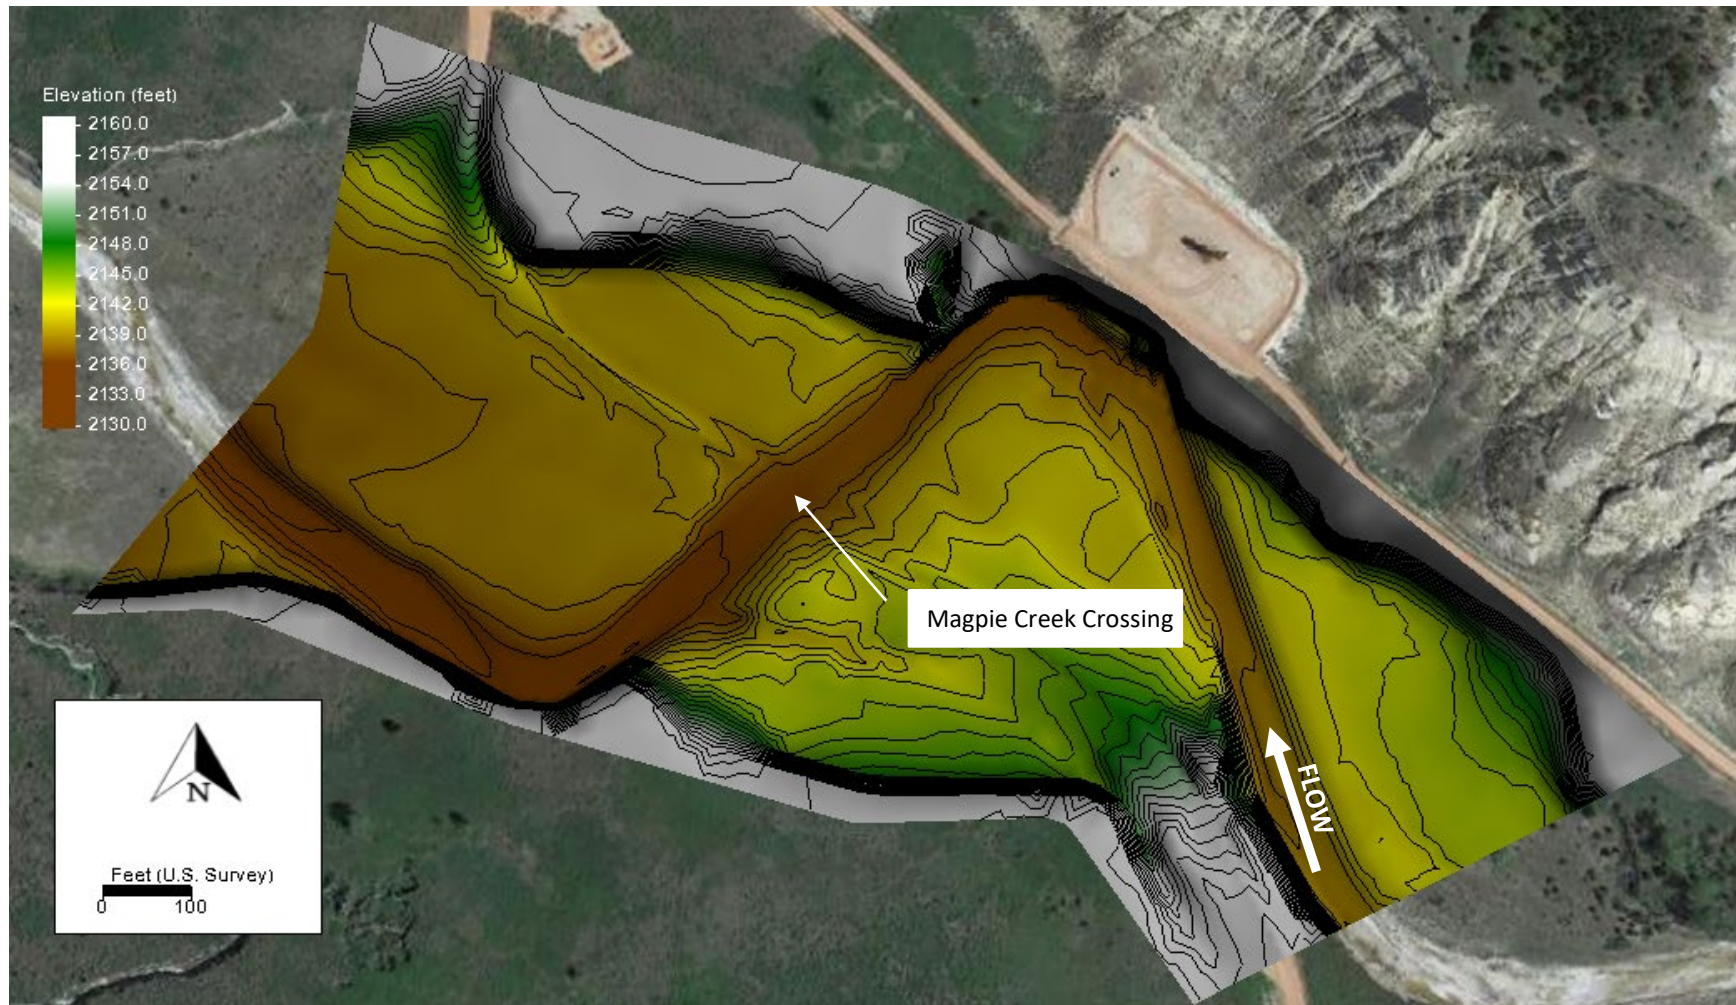 Elevation (feet)
2160.0
2157.0
2154.0
2151.0
2148.0
2145.0
2142.0
2139.0
2136.0
2133.0
2130.0
Magpie Creek Crossing
FLOW
N
Feet (U.S. Survey)
0 100